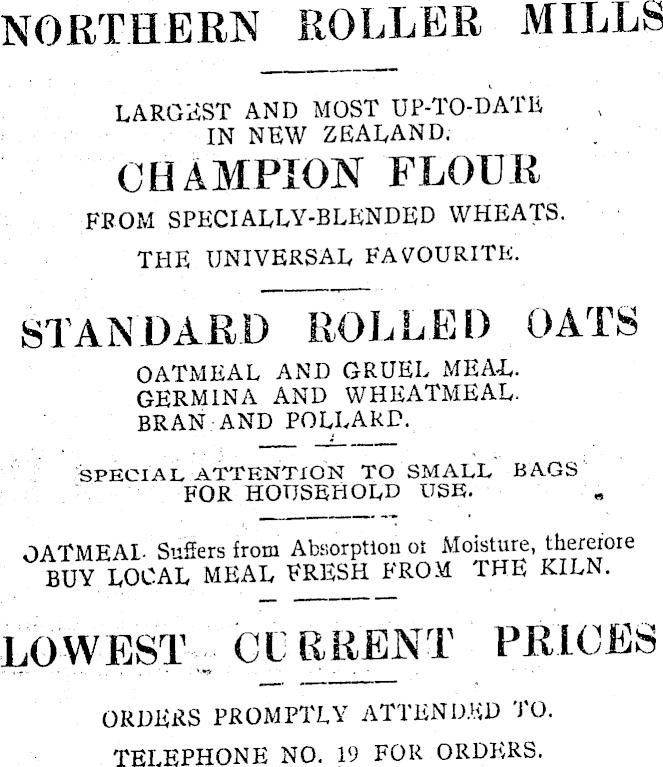 NORTHERN ROLLER MILLS
LARGEST AND MOST UP-TO-DATE
IN NEW ZEALAND.
CHAMPION FLOUR
FROM SPECIALLY-BLENDED WHEATS.
THE UNIVERSAL FAVOURITE.
STANDARD ROLLED OATS
OATMEAL AND GRUEL MEAL.
GERMINA AND WHEATMEAL.
BRAN AND POLLARD.
SPECIAL ATTENTION TO SMALL BAGS
FOR HOUSEHOLD USE.
OATMEAL Suffers from Absorption of Moisture, therefore
BUY LOCAL MEAL FRESH FROM THE KILN.
LOWEST CURRENT PRICES
ORDERS PROMPTLY ATTENDED TO.
TELEPHONE NO. 19 FOR ORDERS.